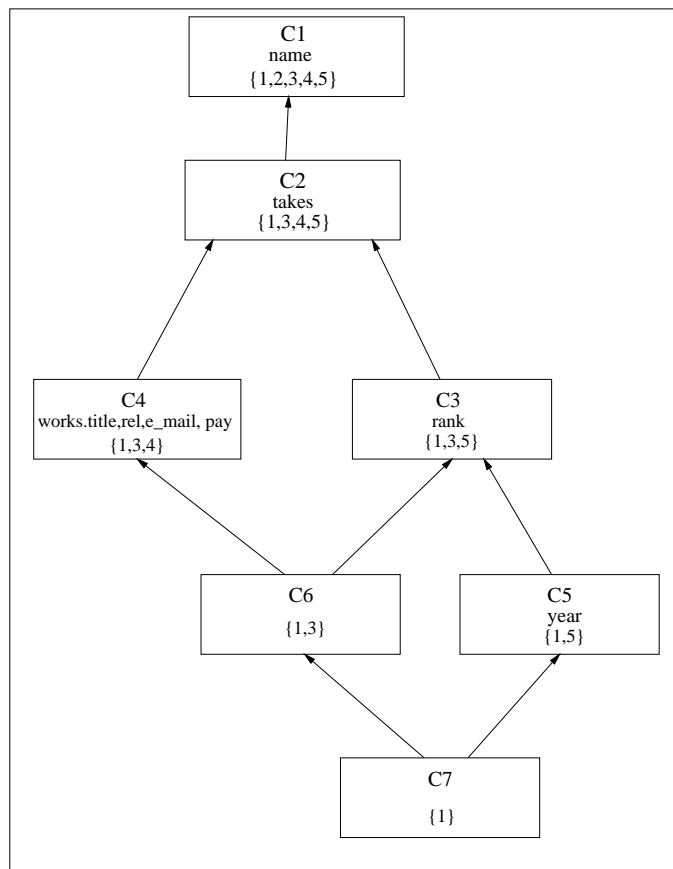 C1
name
{1,2,3,4,5}
C2
takes
{1,3,4,5}
C4
works.title,rel,e_mail, pay
{1,3,4}
C3
rank
{1,3,5}
C6
{1,3}
C5
year
{1,5}
C7
{1}